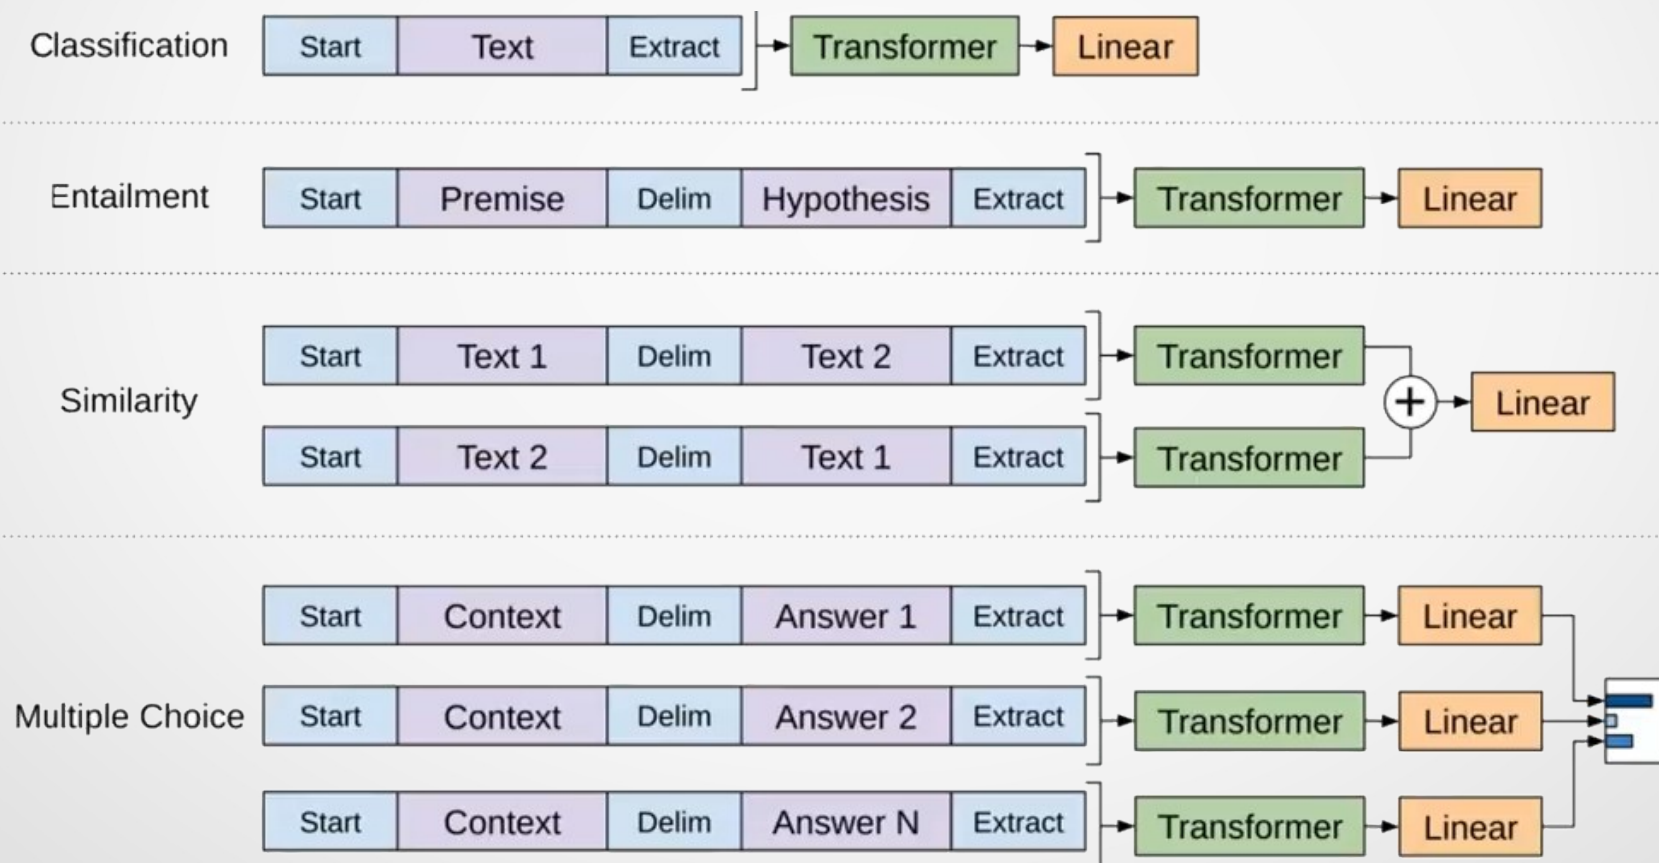 Classification Start Text Extract Transformer Linear
Entailment Start Premise Delim Hypothesis Extract Transformer Linear
Start Text 1 Delim Text 2 Extract Transformer
Similarity + Linear
Start Text 2 Delim Text 1 Extract Transformer
Start Context Delim Answer 1 Extract Transformer Linear
Multiple Choice Start Context Delim Answer 2 Extract Transformer Linear
Start Context Delim Answer N Extract Transformer Linear